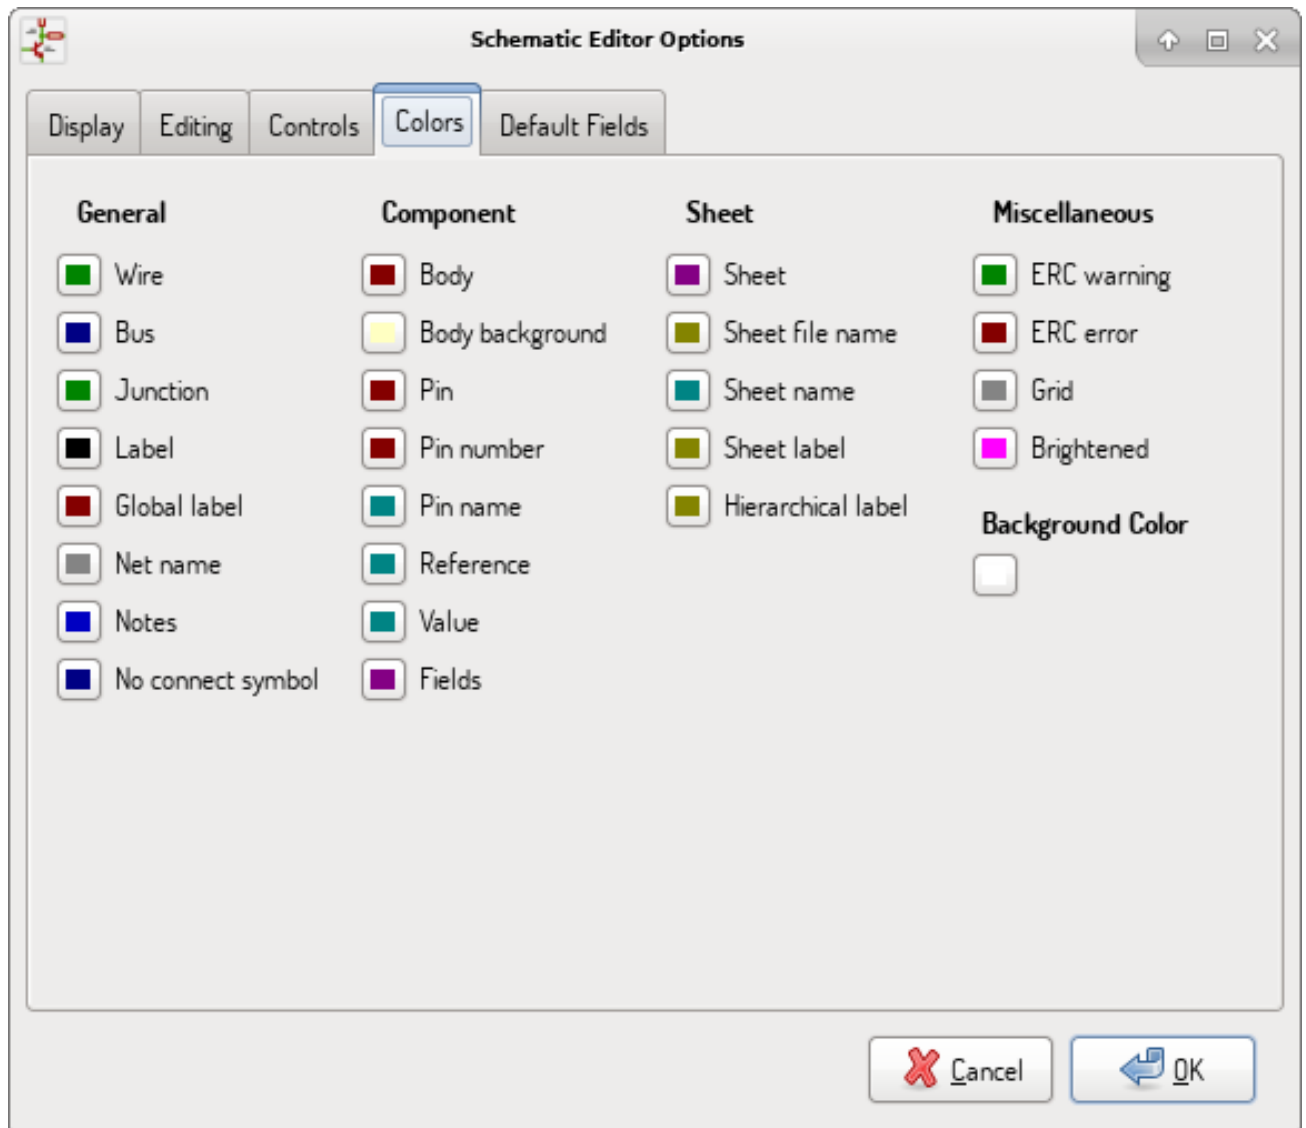 Schematic Editor Options
Display Editing Controls Colors Default Fields
General Component Sheet Miscellaneous
Wire Body Sheet ERC warning
Bus Body background Sheet file name ERC error
Junction Pin Sheet name Grid
Label Pin number Sheet label Brightened
Global label Pin name Hierarchical label
Background Color
Net name Reference
Notes Value
No connect symbol Fields
Cancel OK